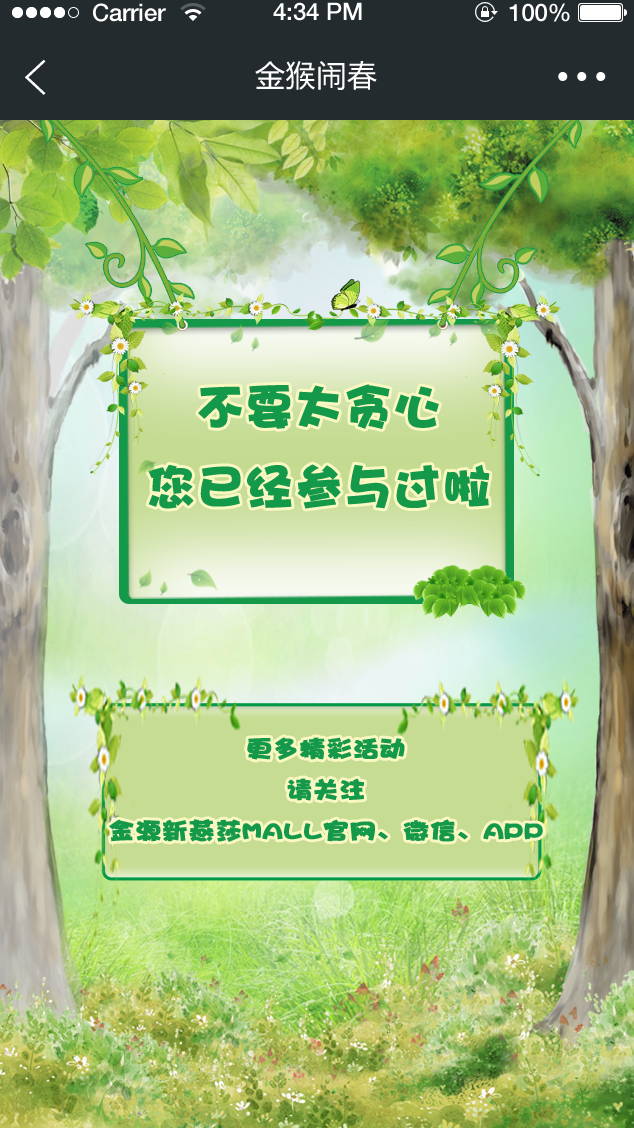 Carrier 4:34 PM 100%
金猴闹春
不要太贪心
您已经参与过啦
更多精彩活动
请关注
金源新燕莎MALL官网、微信、APP